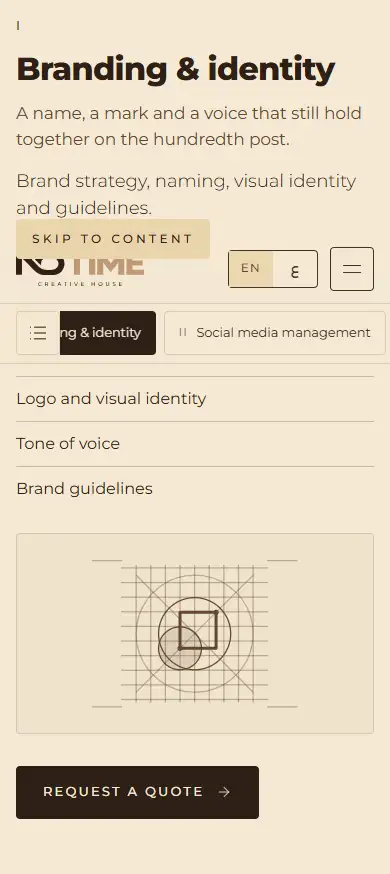 I
Branding & identity
A name, a mark and a voice that still hold
together on the hundredth post.
Brand strategy, naming, visual identity
and guidelines.
SKIP TO CONTENT
TIME
CREATIVE HOUSE
EN
ع
ng & identity
II
Social media management
Logo and visual identity
Tone of voice
Brand guidelines
REQUEST A QUOTE